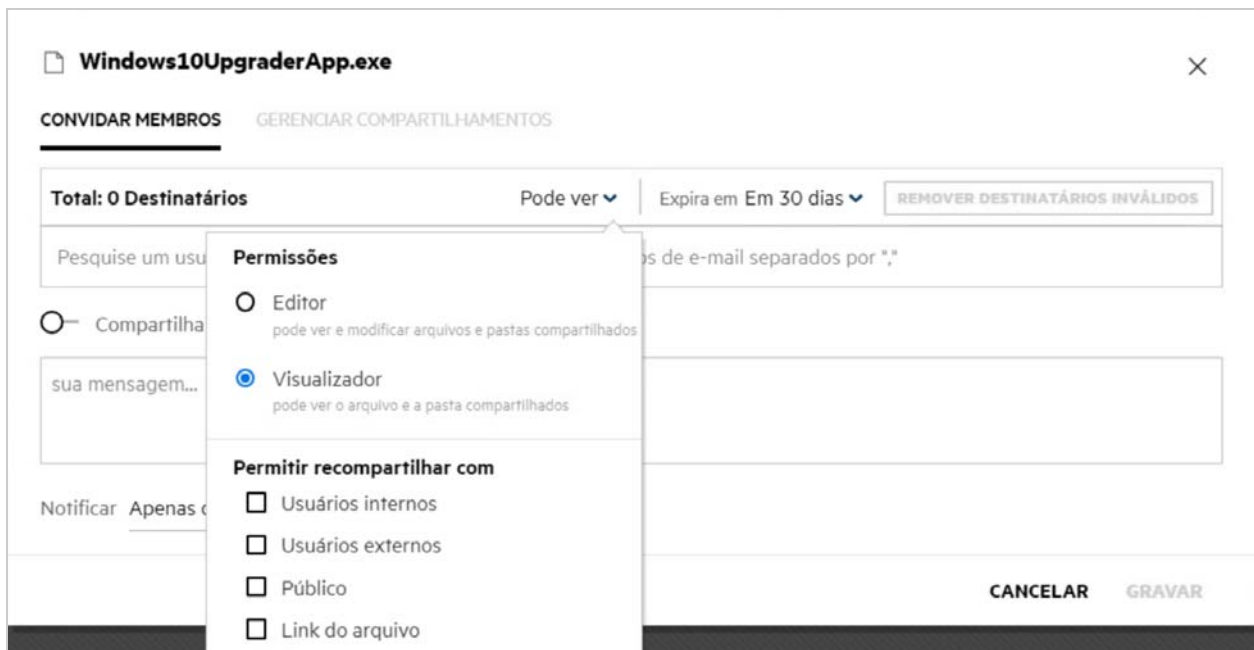 Windows10UpgraderApp.exe
CONVIDAR MEMBROS GERENCIAR COMPARTILHAMENTOS
Total: 0 Destinatários Pode ver Expira em Em 30 dias REMOVER DESTINATÁRIOS INVÁLIDOS
Pesquise um usu de e-mail separados por ","
Permissões
Editor
pode ver e modificar arquivos e pastas compartilhados
Compartilha
sua mensagem...
Visualizador
pode ver o arquivo e a pasta compartilhados
Permitir recompartilhar com
Usuários internos
Notificar Apenas
Usuários externos
Público
Link do arquivo
CANCELAR GRAVAR